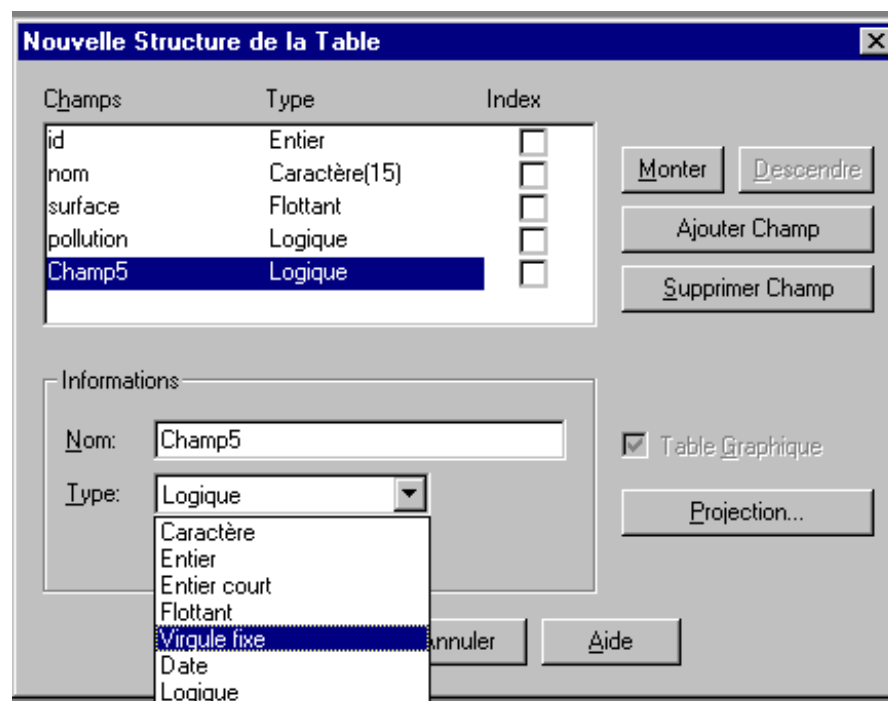 Nouvelle Structure de la Table
Champs Type Index
id Entier
nom Caractère(15)
surface Flottant
pollution Logique
Champ5 Logique
Monter Descendre
Ajouter Champ
Supprimer Champ
Informations
Nom: Champ5
Type: Logique
Table Graphique
Projection...
Caractère
Entier
Entier court
Flottant
Virgule fixe
Date
Logique
Annuler Aide